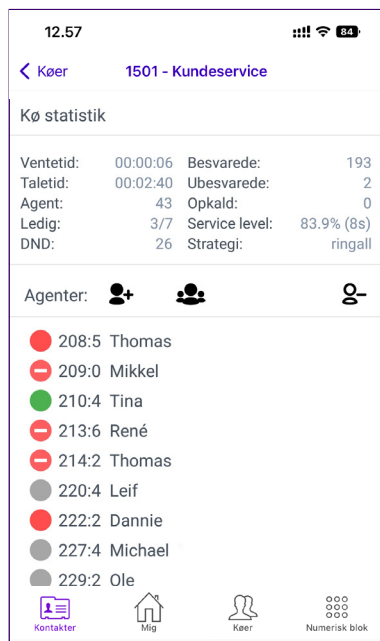 12.57
84
Køer
1501 - Kundeservice
Kø statistik
Ventetid: 00:00:06 Besvarede: 193
Taletid: 00:02:40 Ubesvarede: 2
Agent: 43 Opkald: 0
Ledig: 3/7 Service level: 83.9% (8s)
DND: 26 Strategi: ringall
Agenter:
208:5 Thomas
209:0 Mikkel
210:4 Tina
213:6 René
214:2 Thomas
220:4 Leif
222:2 Dannie
227:4 Michael
229:2 Ole
Kontakter Mig Køer Numerisk blok